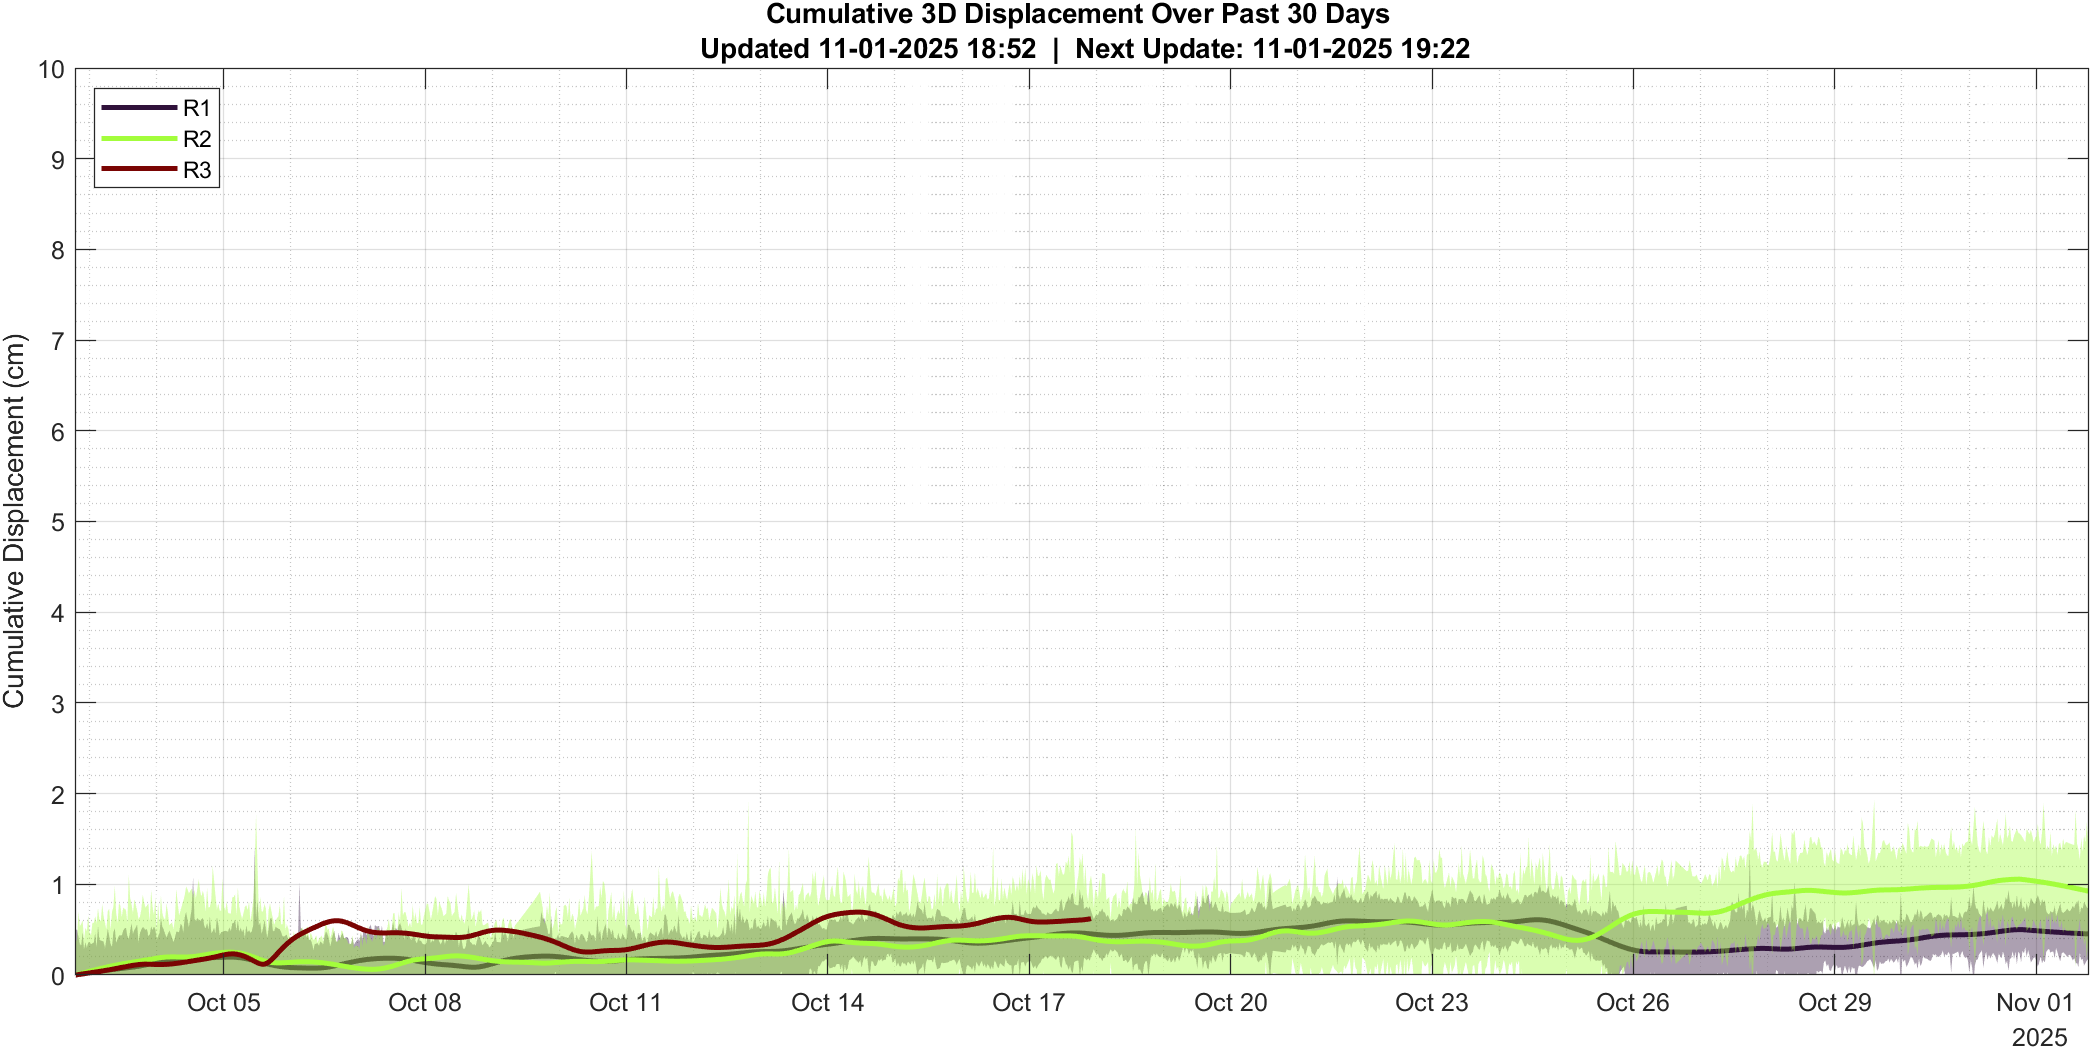 Cumulative 3D Displacement Over Past 30 Days
Updated 11-01-2025 18:52 | Next Update: 11-01-2025 19:22
R1
R2
R3
Cumulative Displacement (cm)
10
9
8
7
6
5
4
3
2
1
0
Oct 05
Oct 08
Oct 11
Oct 14
Oct 17
Oct 20
Oct 23
Oct 26
Oct 29
Nov 01
2025